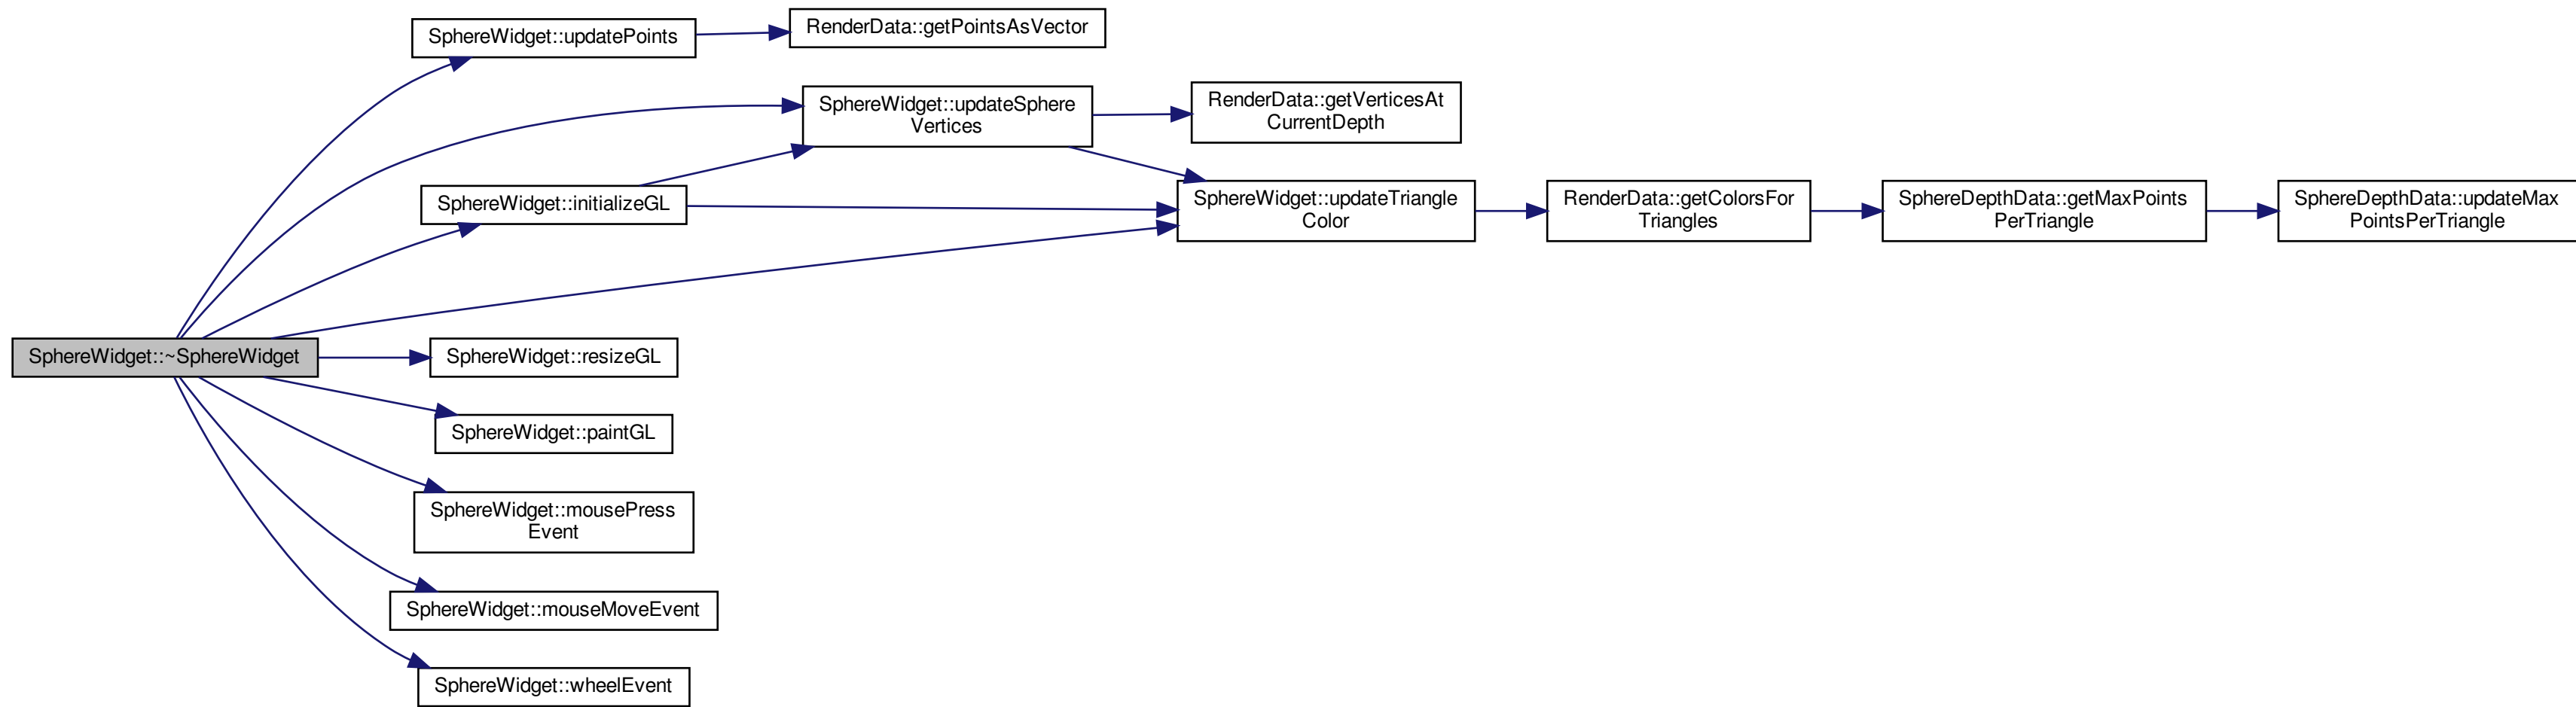 SphereWidget::~SphereWidget
SphereWidget::updatePoints
RenderData::getPointsAsVector
SphereWidget::updateSphere
Vertices
RenderData::getVerticesAt
CurrentDepth
SphereWidget::initializeGL
SphereWidget::updateTriangle
Color
RenderData::getColorsFor
Triangles
SphereDepthData::getMaxPoints
PerTriangle
SphereDepthData::updateMax
PointsPerTriangle
SphereWidget::resizeGL
SphereWidget::paintGL
SphereWidget::mousePress
Event
SphereWidget::mouseMoveEvent
SphereWidget::wheelEvent